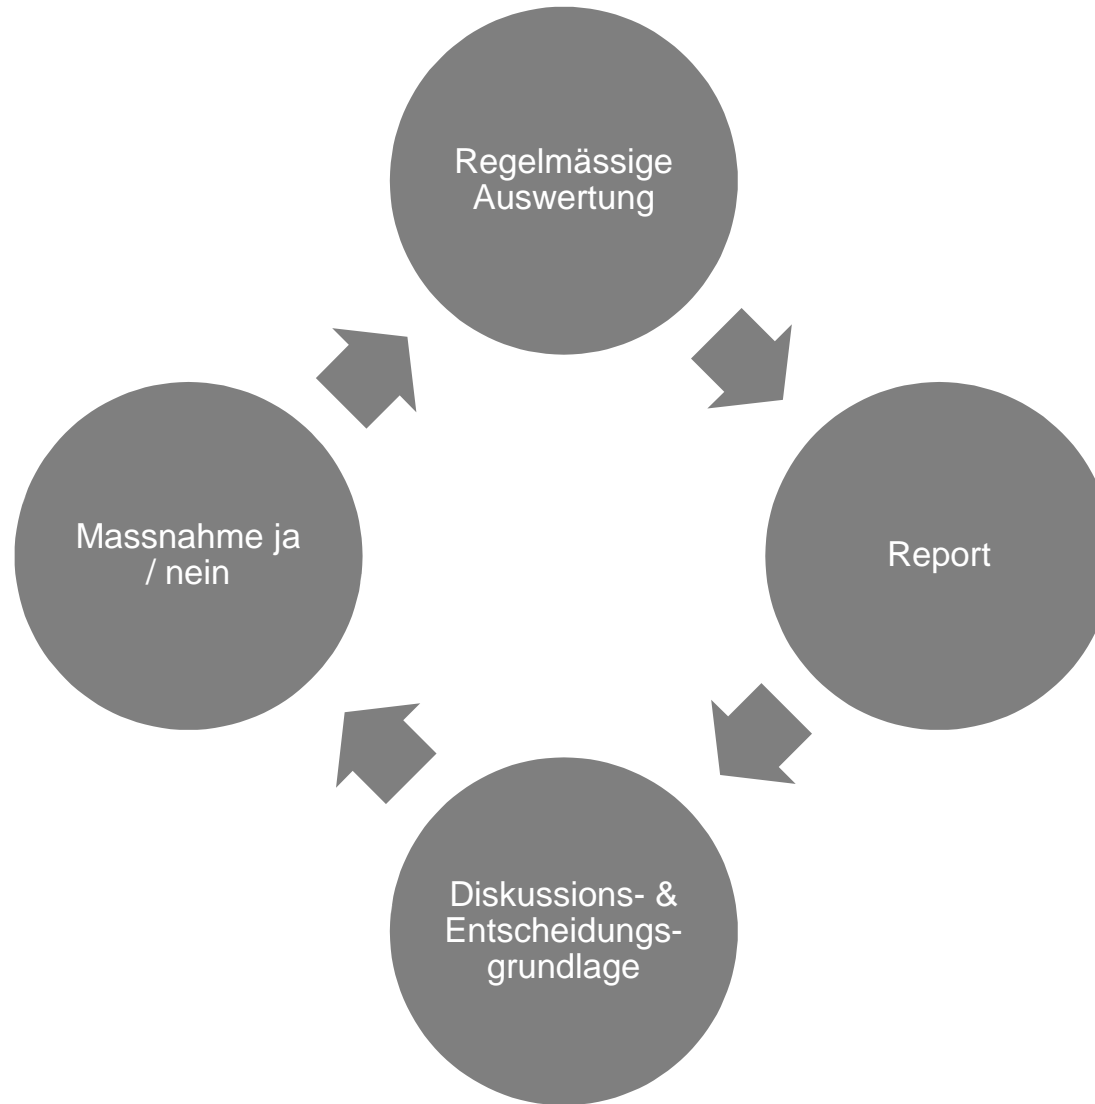 Regelmässige
Auswertung
Massnahme ja
/ nein
Report
Diskussions- &
Entscheidungs-
grundlage